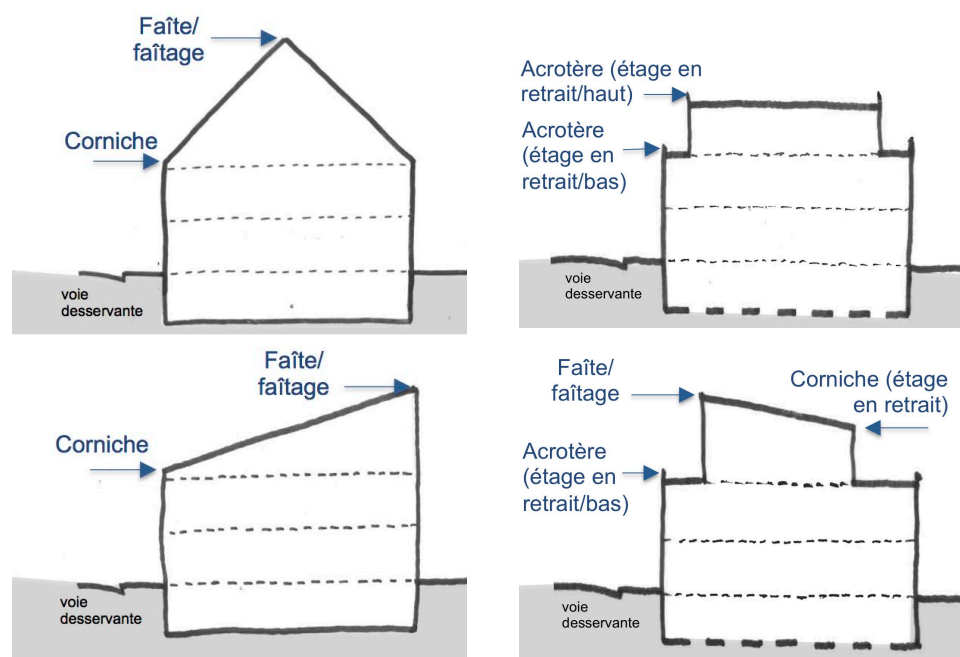 Faîte/
faîtage
Corniche
voie
desservante
Acrotère (étage en
retrait/haut)
Acrotère
(étage en
retrait/bas)
voie
desservante
Faîte/
faîtage
Corniche
voie
desservante
Faîte/
faîtage
Corniche (étage
en retrait)
Acrotère
(étage en
retrait/bas)
voie
desservante